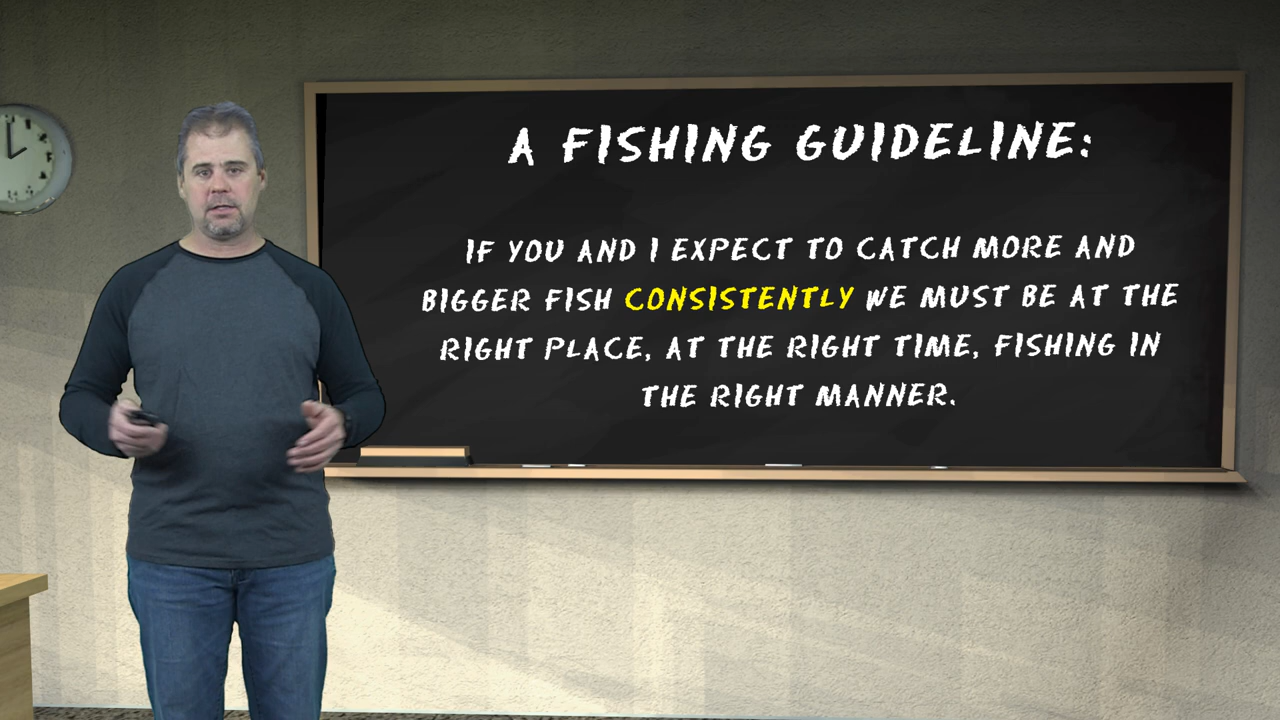 A FISHING GUIDELINE:
IF YOU AND I EXPECT TO CATCH MORE AND
BIGGER FISH CONSISTENTLY WE MUST BE AT THE
RIGHT PLACE, AT THE RIGHT TIME, FISHING IN
THE RIGHT MANNER.